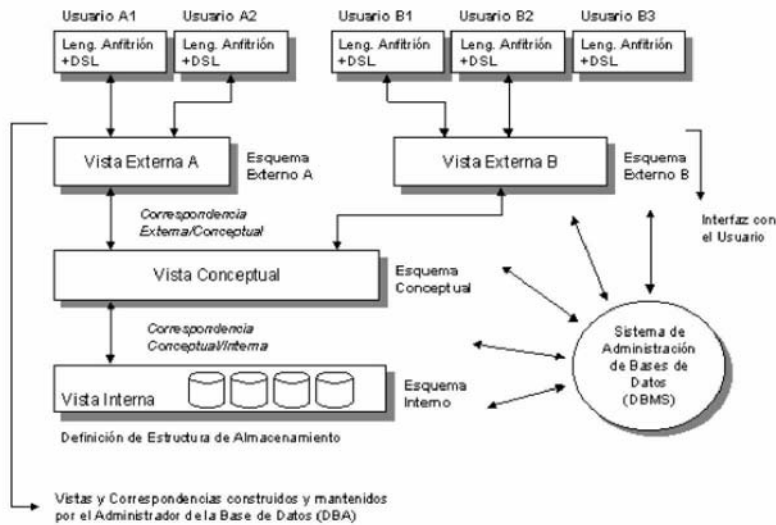 Usuario A1
Usuario A2
Usuario B1
Usuario B2
Usuario B3
Leng. Anfitrión
+DSL
Leng. Anfitrión
+DSL
Leng. Anfitrión
+DSL
Leng. Anfitrión
+DSL
Leng. Anfitrión
+DSL
Vista Externa A
Esquema
Externo A
Vista Externa B
Esquema
Externo B
Correspondencia
Externa/Conceptual
Interfaz con
el Usuario
Vista Conceptual
Esquema
Conceptual
Correspondencia
Conceptual/Interna
Sistema de
Administración
de Bases de
Datos
(DBMS)
Vista Interna
Esquema
Interno
Definición de Estructura de Almacenamiento
Vistas y Correspondencias construidos y mantenidos
por el Administrador de la Base de Datos (DBA)